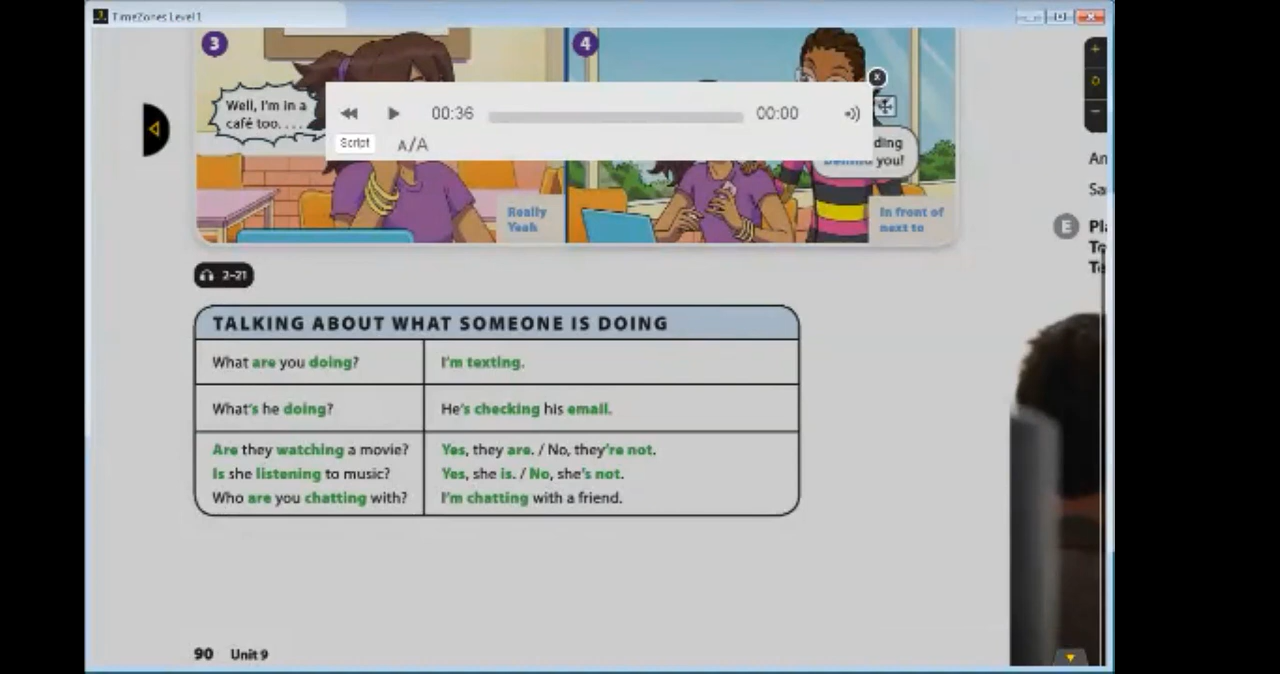 TimeZones Level 1
3
Well, I'm in a
café too. . . .
Really
Yeah
4
you!
In front of
next to
00:36
00:00
Script
A/A
2-21
TALKING ABOUT WHAT SOMEONE IS DOING
What are you doing?
I'm texting.
What's he doing?
He's checking his email.
Are they watching a movie?
Yes, they are. / No, they're not.
Is she listening to music?
Yes, she is. / No, she's not.
Who are you chatting with?
I'm chatting with a friend.
90 Unit 9
E